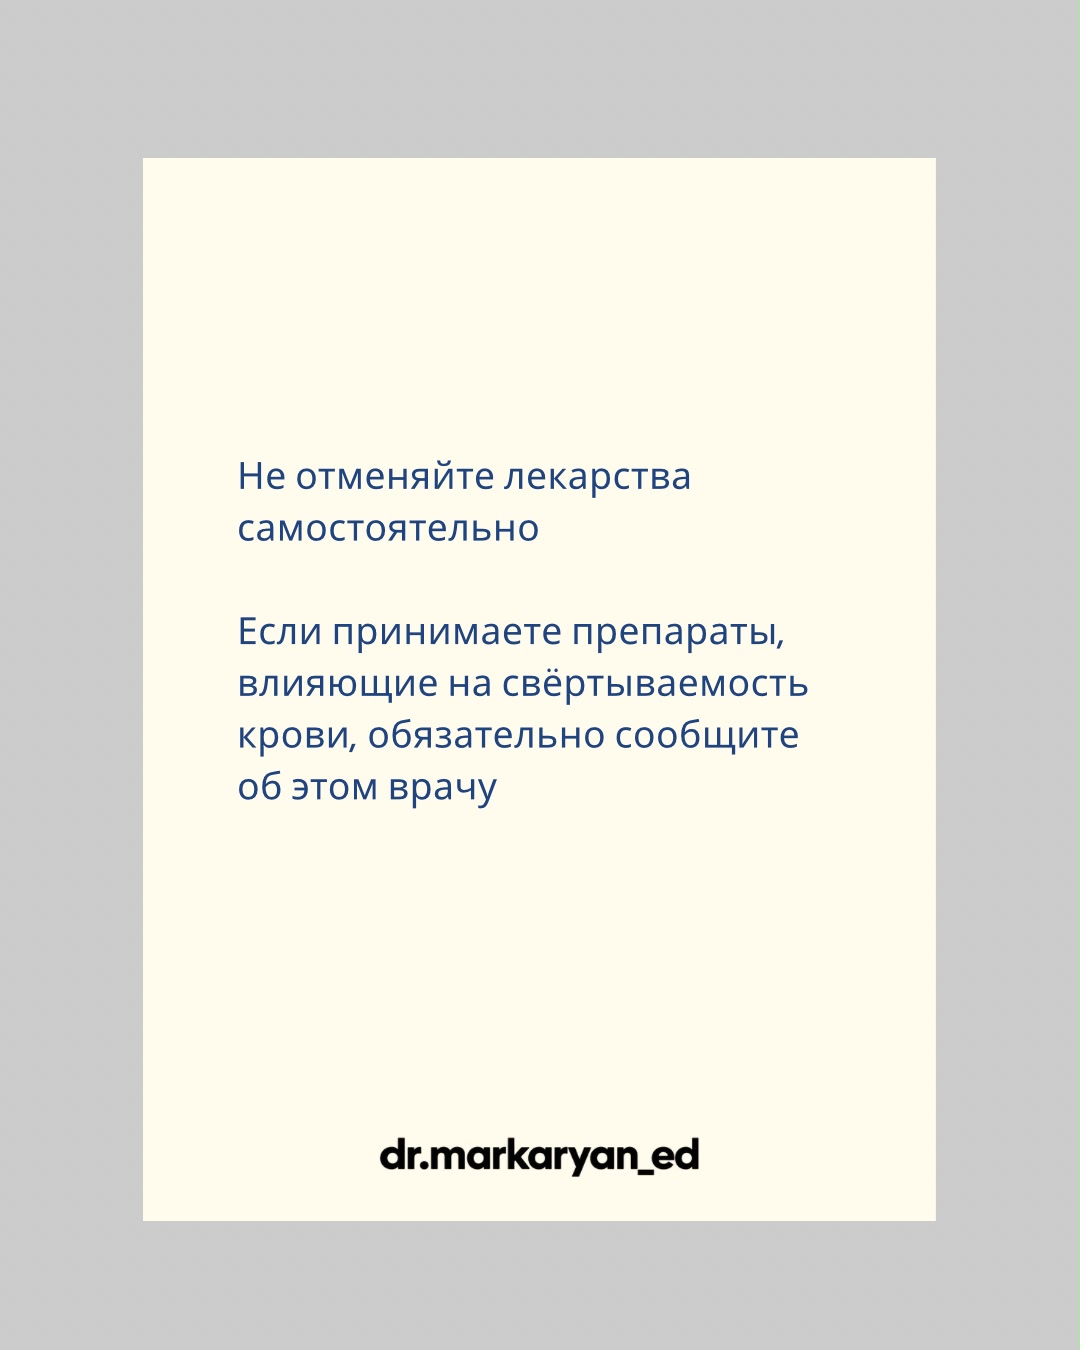 Не отменяйте лекарства
самостоятельно
Если принимаете препараты,
влияющие на свёртываемость
крови, обязательно сообщите
об этом врачу
dr.markaryan_ed